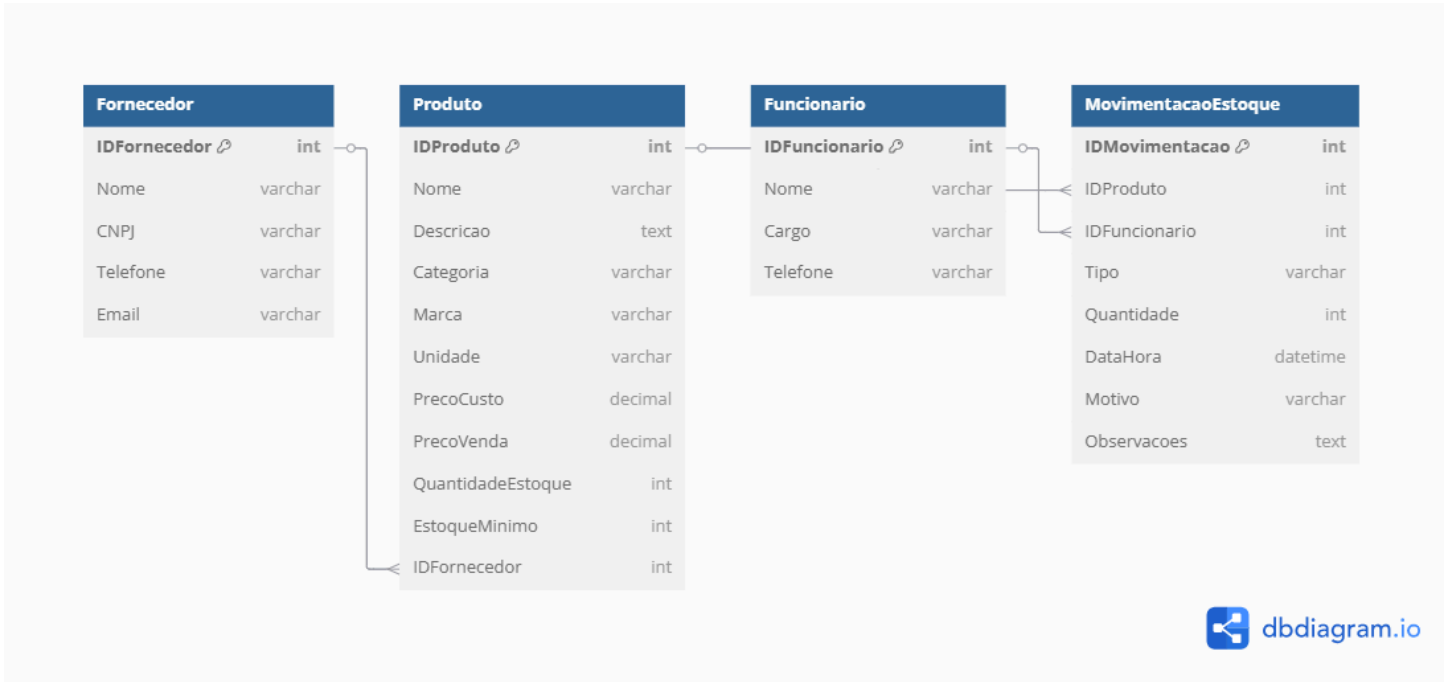 Fornecedor
IDFornecedor int
Nome varchar
CNPJ varchar
Telefone varchar
Email varchar
Produto
IDProduto int
Nome varchar
Descricao text
Categoria varchar
Marca varchar
Unidade varchar
PrecoCusto decimal
PrecoVenda decimal
QuantidadeEstoque int
EstoqueMinimo int
IDFornecedor int
Funcionario
IDFuncionario int
Nome varchar
Cargo varchar
Telefone varchar
MovimentacaoEstoque
IDMovimentacao int
IDProduto int
IDFuncionario int
Tipo varchar
Quantidade int
DataHora datetime
Motivo varchar
Observacoes text
dbdiagram.io